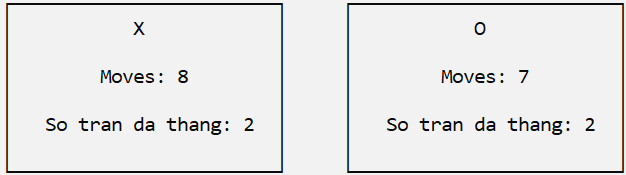 X
Moves: 8
So tran da thang: 2
O
Moves: 7
So tran da thang: 2